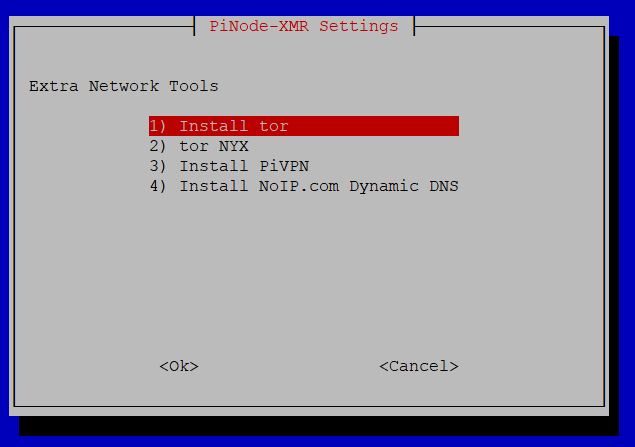 PiNode-XMR Settings
Extra Network Tools
1) Install tor
2) tor NYX
3) Install PiVPN
4) Install NoIP.com Dynamic DNS
<Ok> <Cancel>